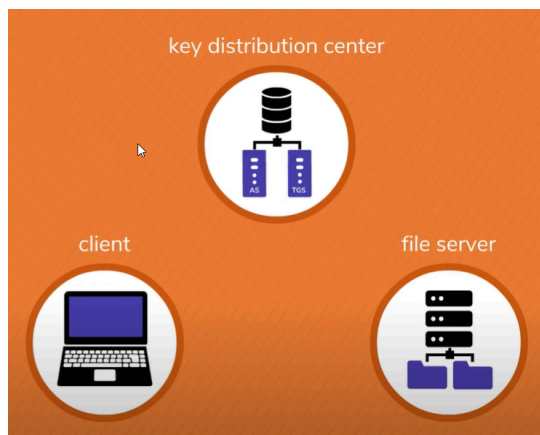 key distribution center
AS
TGS
client
file server